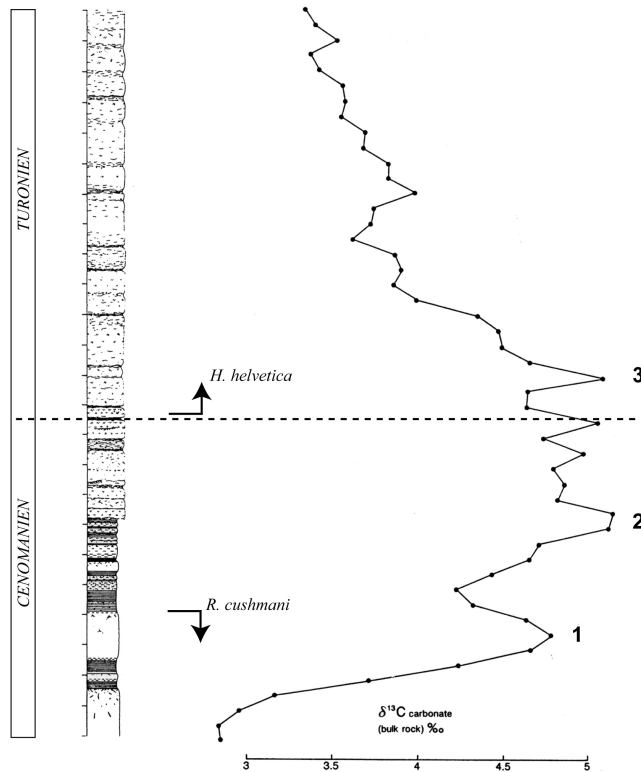 TURONIEN
CENOMANIEN
H. helvetica
R. cushmani
3
2
1
δ¹³C carbonate
(bulk rock) ‰
3 3.5 4 4.5 5